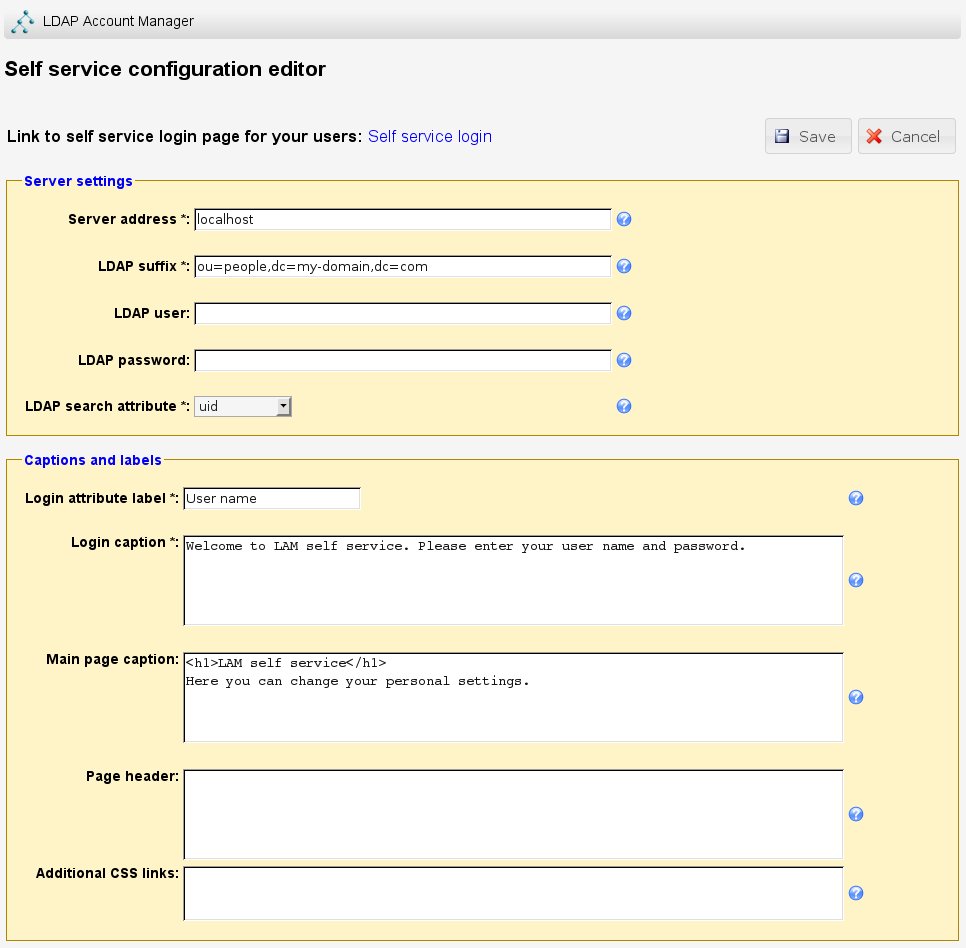 LDAP Account Manager
Self service configuration editor
Link to self service login page for your users: Self service login
Save Cancel
Server settings
Server address *: localhost
LDAP suffix *: ou=people,dc=my-domain,dc=com
LDAP user:
LDAP password:
LDAP search attribute *: uid
Captions and labels
Login attribute label *: User name
Login caption *: Welcome to LAM self service. Please enter your user name and password.
Main page caption: <h1>LAM self service</h1>
Here you can change your personal settings.
Page header:
Additional CSS links: